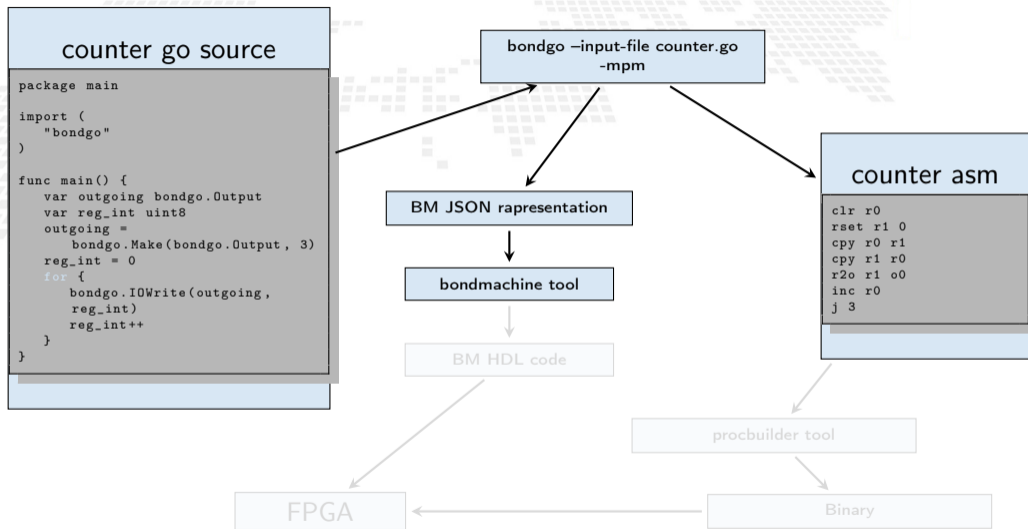 counter go source
package main
import (
"bondgo"
)
func main() {
var outgoing bondgo.Output
var reg_int uint8
outgoing =
bondgo.Make(bondgo.Output, 3)
reg_int = 0
for {
bondgo.IOWrite(outgoing,
reg_int)
reg_int++
}
}
bondgo –input-file counter.go
-mpm
BM JSON rapresentation
bondmachine tool
BM HDL code
FPGA
counter asm
clr r0
rset r1 0
cpy r0 r1
cpy r1 r0
r2o r1 o0
inc r0
j 3
procbuilder tool
Binary